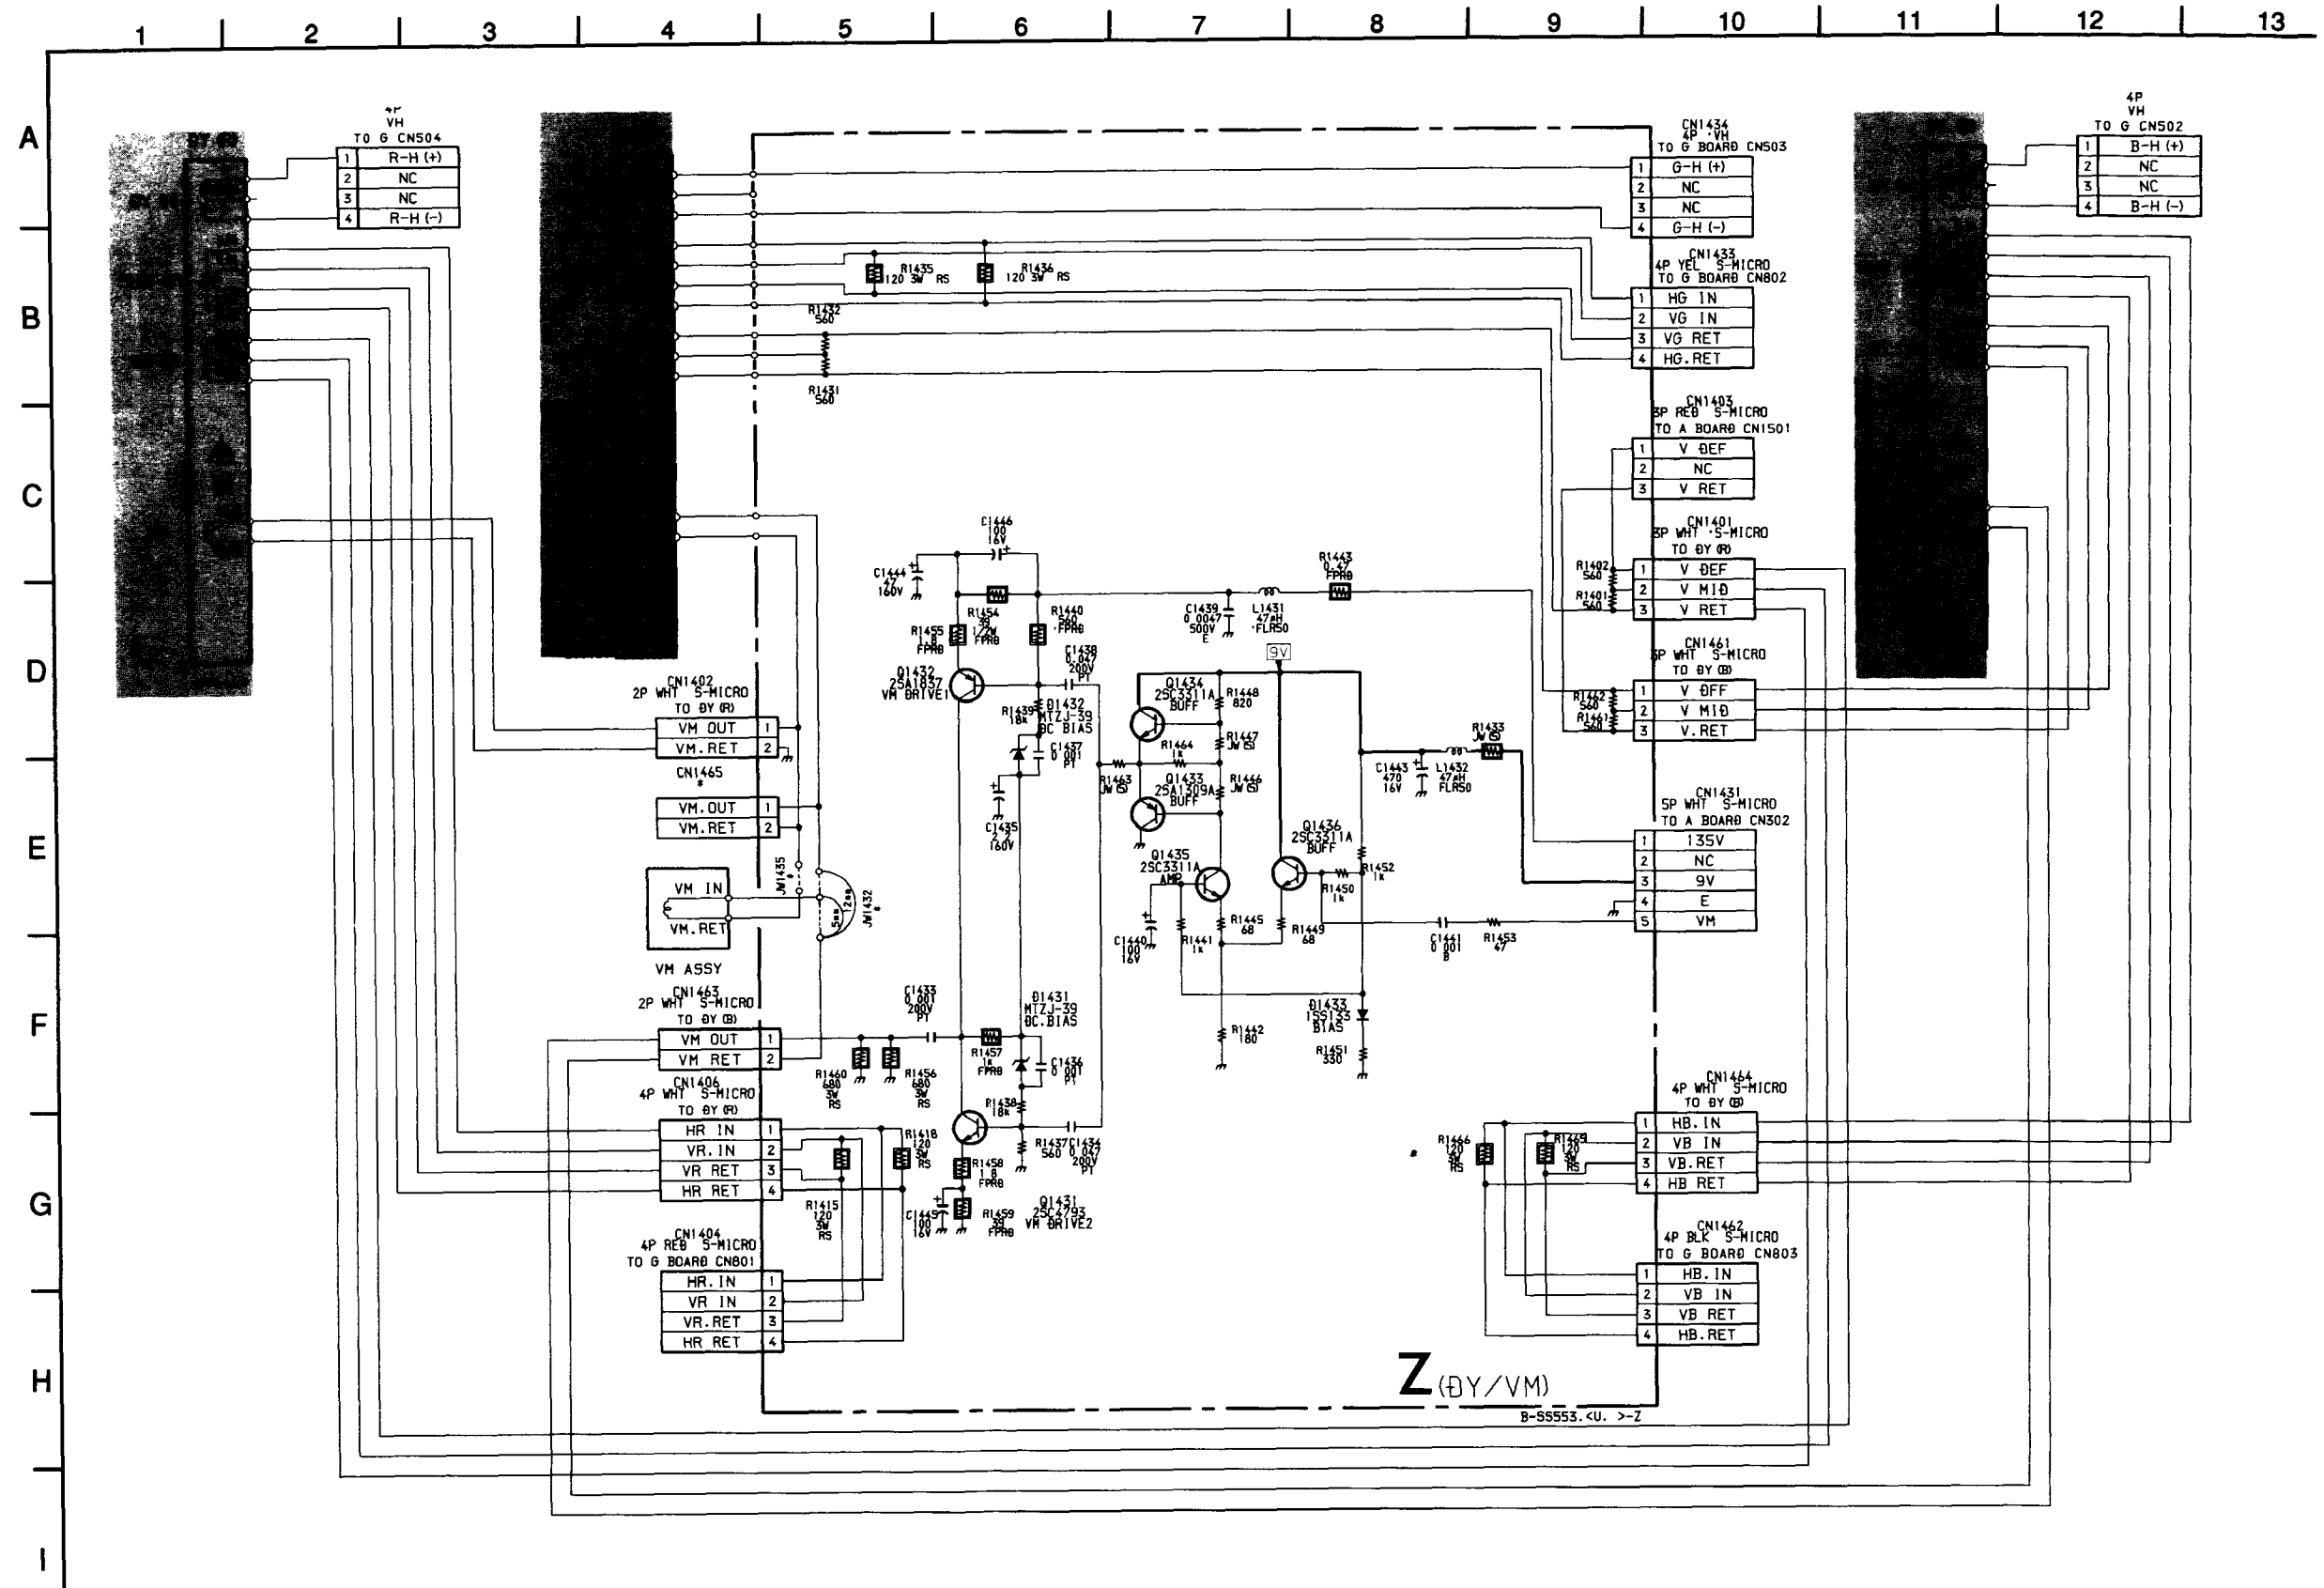 1 2 3 4 5 6 7 8 9 10 11 12 13
A
B
C
D
E
F
G
H
I
4P
VH
TO G CN504
1 R-H (+)
2 NC
3 NC
4 R-H (-)
CN1434
4P VH
TO G BOARD CN503
1 G-H (+)
2 NC
3 NC
4 G-H (-)
4P
VH
TO G CN502
1 B-H (+)
2 NC
3 NC
4 B-H (-)
R1435
120 3W RS
R1436
120 3W RS
R1432
560
R1431
560
CN1433
4P YEL S-MICRO
TO G BOARD CN802
1 HG IN
2 VG IN
3 VG RET
4 HG.RET
CN1403
3P RED S-MICRO
TO A BOARD CN1501
1 V DEF
2 NC
3 V RET
CN1401
3P WHT S-MICRO
TO DY (R)
R1402
560
R1401
560
1 V DEF
2 V MID
3 V RET
CN1461
3P WHT S-MICRO
TO DY (B)
R1462
560
R1461
560
1 V DFF
2 V MID
3 V.RET
C1446
100
16V
C1444
47
160V
R1454
39
1/2W
FPRD
R1455
1.8
FPRD
R1440
560
FPRD
C1438
0.047
200V
PT
Q1432
2SA1837
VM DRIVE1
R1439
18k
D1432
MTZJ-39
DC BIAS
C1437
0 001
PT
C1435
2.2
160V
R1443
0.47
FPRD
C1439
0.0047
500V
E
L1431
47µH
FLR50
9V
Q1434
2SC3311A
BUFF
R1448
820
R1447
JW(5)
R1464
1k
R1463
JW(5)
Q1433
2SA1309A
BUFF
R1446
JW(5)
R1433
JW(5)
C1443
470
16V
L1432
47µH
FLR50
Q1435
2SC3311A
AMP
Q1436
2SC3311A
BUFF
R1452
1k
R1450
1k
C1440
100
16V
R1441
1k
R1445
68
R1449
68
C1441
0 001
B
R1453
47
CN1431
5P WHT S-MICRO
TO A BOARD CN302
1 135V
2 NC
3 9V
4 E
5 VM
CN1402
2P WHT S-MICRO
TO DY (R)
VM OUT 1
VM.RET 2
CN1465
*
VM.OUT 1
VM.RET 2
JW1435
*
VM IN
VM.RET
5mm
12mm
JW1432
*
VM ASSY
CN1463
2P WHT S-MICRO
TO DY (B)
VM OUT 1
VM RET 2
C1433
0.001
200V
PT
R1460
680
3W
RS
R1456
680
3W
RS
R1457
1k
FPRD
D1431
MTZJ-39
DC.BIAS
C1436
0 001
PT
R1438
18k
R1437
560
C1434
0 047
200V
PT
R1442
180
D1433
1SS133
BIAS
R1451
330
CN1406
4P WHT S-MICRO
TO DY (R)
HR IN 1
VR.IN 2
VR RET 3
HR RET 4
R1418
120
3W
RS
R1415
120
3W
RS
R1458
1.8
FPRD
C1445
100
16V
R1459
39
FPRD
Q1431
2SC4793
VM DRIVE2
CN1404
4P RED S-MICRO
TO G BOARD CN801
HR.IN 1
VR IN 2
VR.RET 3
HR RET 4
CN1464
4P WHT S-MICRO
TO DY (B)
*
R1466
120
3W
RS
R1465
120
3W
RS
1 HB.IN
2 VB IN
3 VB.RET
4 HB RET
CN1462
4P BLK S-MICRO
TO G BOARD CN803
1 HB.IN
2 VB IN
3 VB RET
4 HB.RET
Z (DY/VM)
B-SS553.<U. >-Z